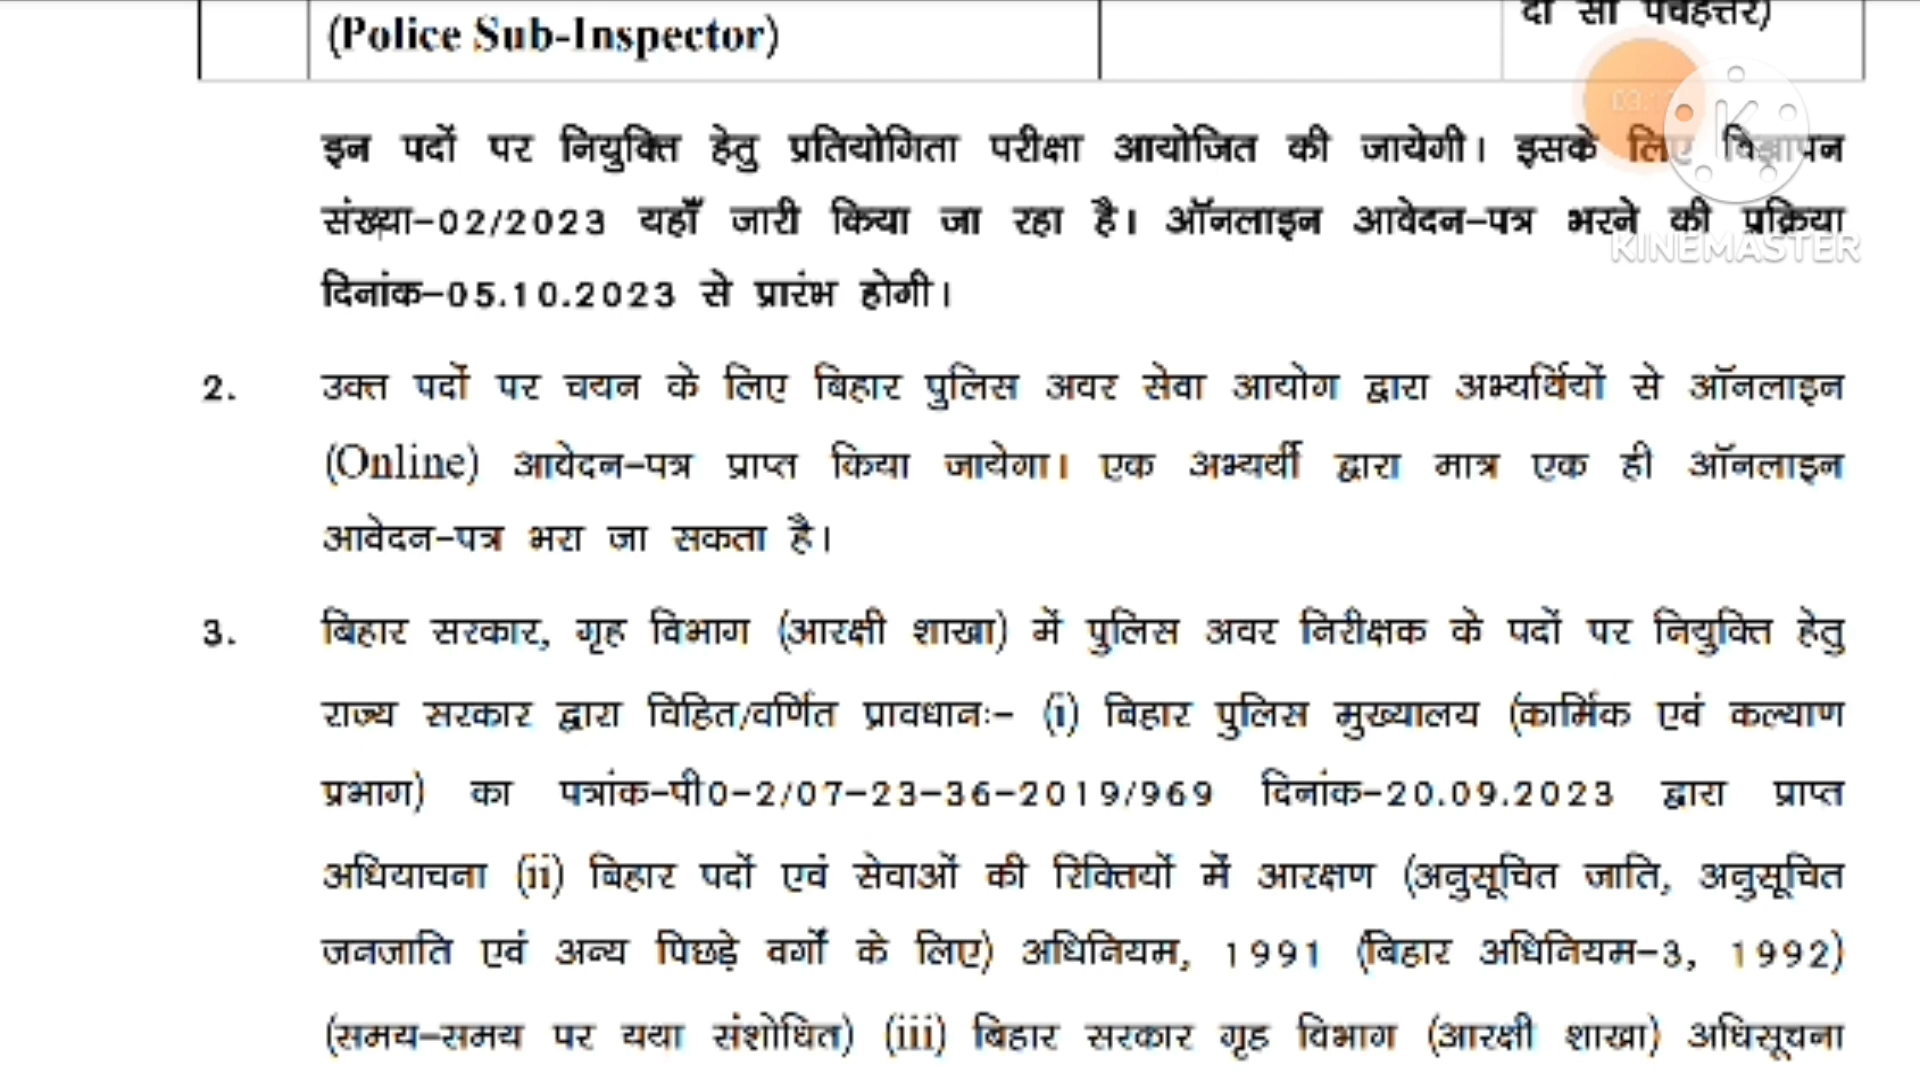 (Police Sub-Inspector)
दो सौ पचहत्तर)
इन पदों पर नियुक्ति हेतु प्रतियोगिता परीक्षा आयोजित की जायेगी। इसके लिए विज्ञापन
संख्या-02/2023 यहाँ जारी किया जा रहा है। ऑनलाइन आवेदन-पत्र भरने की प्रक्रिया
KINEMASTER
दिनांक-05.10.2023 से प्रारंभ होगी।
2. उक्त पदों पर चयन के लिए बिहार पुलिस अवर सेवा आयोग द्वारा अभ्यर्थियों से ऑनलाइन
(Online) आवेदन-पत्र प्राप्त किया जायेगा। एक अभ्यर्थी द्वारा मात्र एक ही ऑनलाइन
आवेदन-पत्र भरा जा सकता है।
3. बिहार सरकार, गृह विभाग (आरक्षी शाखा) में पुलिस अवर निरीक्षक के पदों पर नियुक्ति हेतु
राज्य सरकार द्वारा विहित/वर्णित प्रावधानः- (i) बिहार पुलिस मुख्यालय (कार्मिक एवं कल्याण
प्रभाग) का पत्रांक-पी0-2/07-23-36-2019/969 दिनांक-20.09.2023 द्वारा प्राप्त
अधियाचना (ii) बिहार पदों एवं सेवाओं की रिक्तियों में आरक्षण (अनुसूचित जाति, अनुसूचित
जनजाति एवं अन्य पिछड़े वर्गों के लिए) अधिनियम, 1991 (बिहार अधिनियम-3, 1992)
(समय-समय पर यथा संशोधित) (iii) बिहार सरकार गृह विभाग (आरक्षी शाखा) अधिसूचना